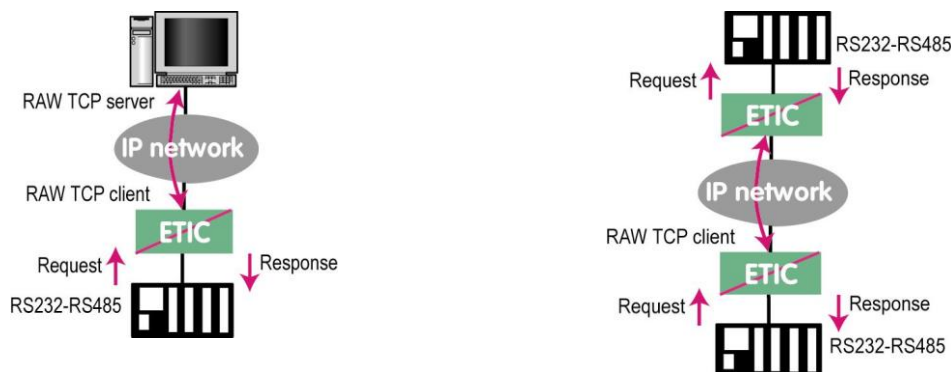 RAW TCP server
IP network
RAW TCP client
ETIC
Request
Response
RS232-RS485
RS232-RS485
Request
Response
ETIC
IP network
RAW TCP client
ETIC
Request
Response
RS232-RS485